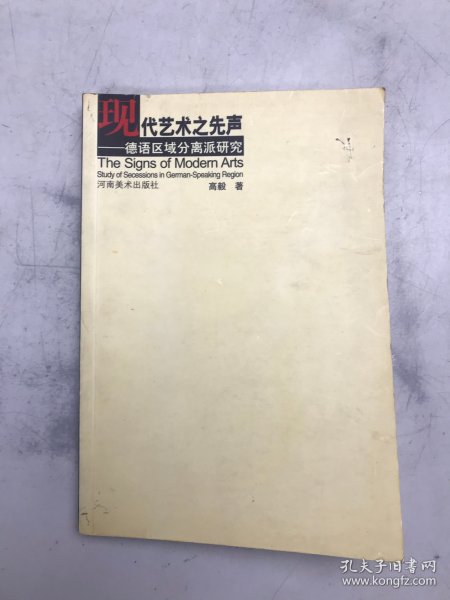 现代艺术之先声
——德语区域分离派研究
The Signs of Modern Arts
Study of Secessions in German-Speaking Region
河南美术出版社 高毅 著
孔夫子旧书网
www.kongfz.com